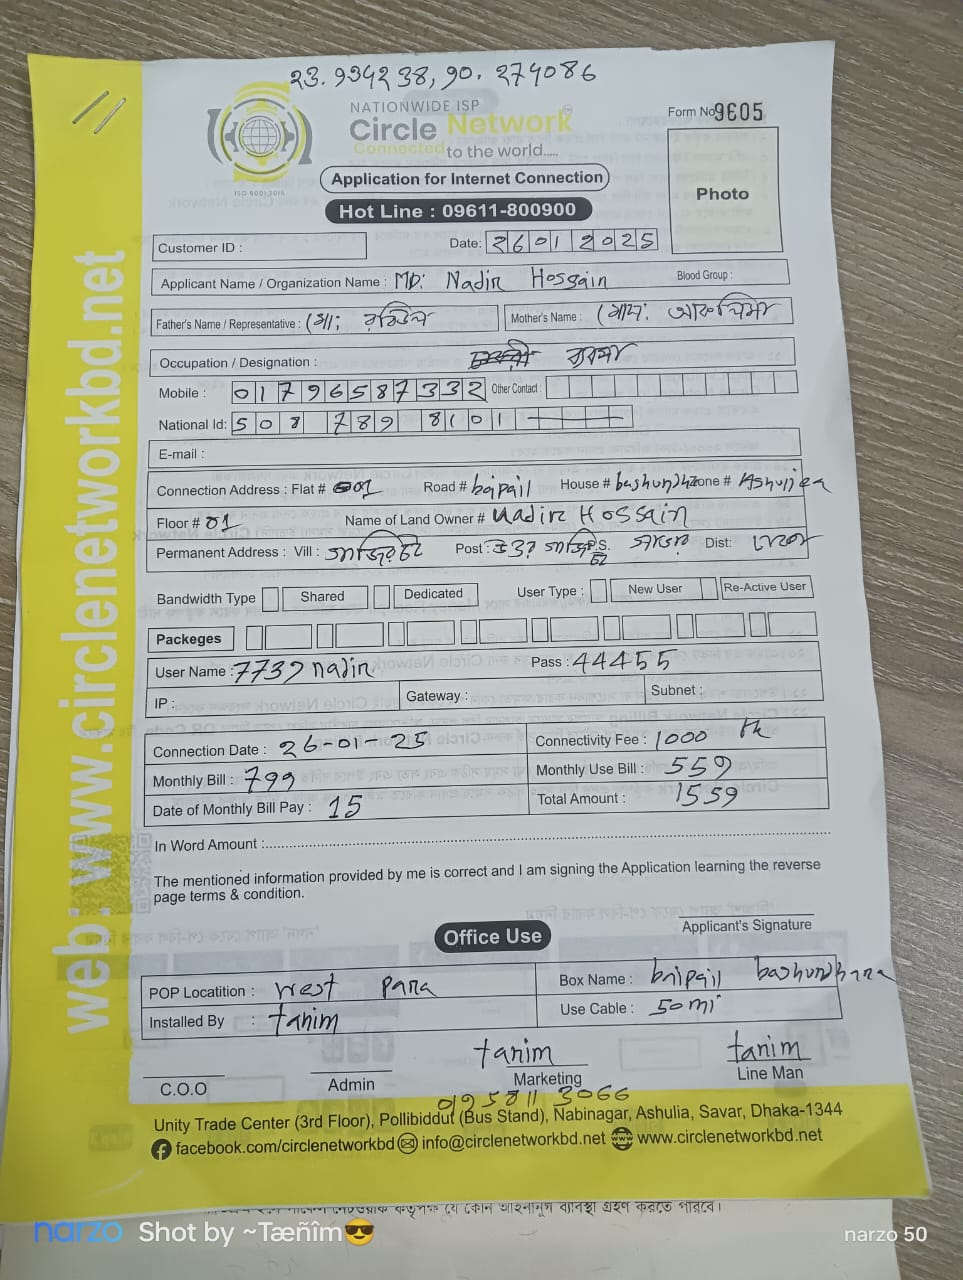 23.934238, 90.274086
NATIONWIDE ISP
Circle Network
Connected to the world.....
ISO 9001:2015
Form No 9605
Photo
Application for Internet Connection
Hot Line : 09611-800900
Customer ID :
Date: 26 01 2025
Applicant Name / Organization Name : MD: Nadir Hossain Blood Group :
Father's Name / Representative : Mother's Name :
Occupation / Designation : ব্যবসা
Mobile : 01796587332 Other Contact :
National Id: 508 789 8101
E-mail :
Connection Address : Flat # 01 Road # baipail House # bashundh Zone # Ashuliea
Floor # 01 Name of Land Owner # Nadir Hossain
Permanent Address : Vill : Post : P.S. Dist:
Bandwidth Type Shared Dedicated User Type : New User Re-Active User
Packeges
User Name : 7739 nadir Pass : 44455
IP : Gateway : Subnet :
Connection Date : 26-01-25 Connectivity Fee : 1000 tk
Monthly Bill : 799 Monthly Use Bill : 559
Date of Monthly Bill Pay : 15 Total Amount : 1559
In Word Amount :
The mentioned information provided by me is correct and I am signing the Application learning the reverse
page terms & condition.
Applicant's Signature
Office Use
POP Locatition : West Para Box Name : baipail bashundhara
Installed By : tanim Use Cable : 50 mi
tanim tanim
C.O.O Admin Marketing Line Man
01958113066
Unity Trade Center (3rd Floor), Pollibiddut (Bus Stand), Nabinagar, Ashulia, Savar, Dhaka-1344
facebook.com/circlenetworkbd info@circlenetworkbd.net www.circlenetworkbd.net
web: www.circlenetworkbd.net
narzo Shot by ~Tæñîm😎 narzo 50